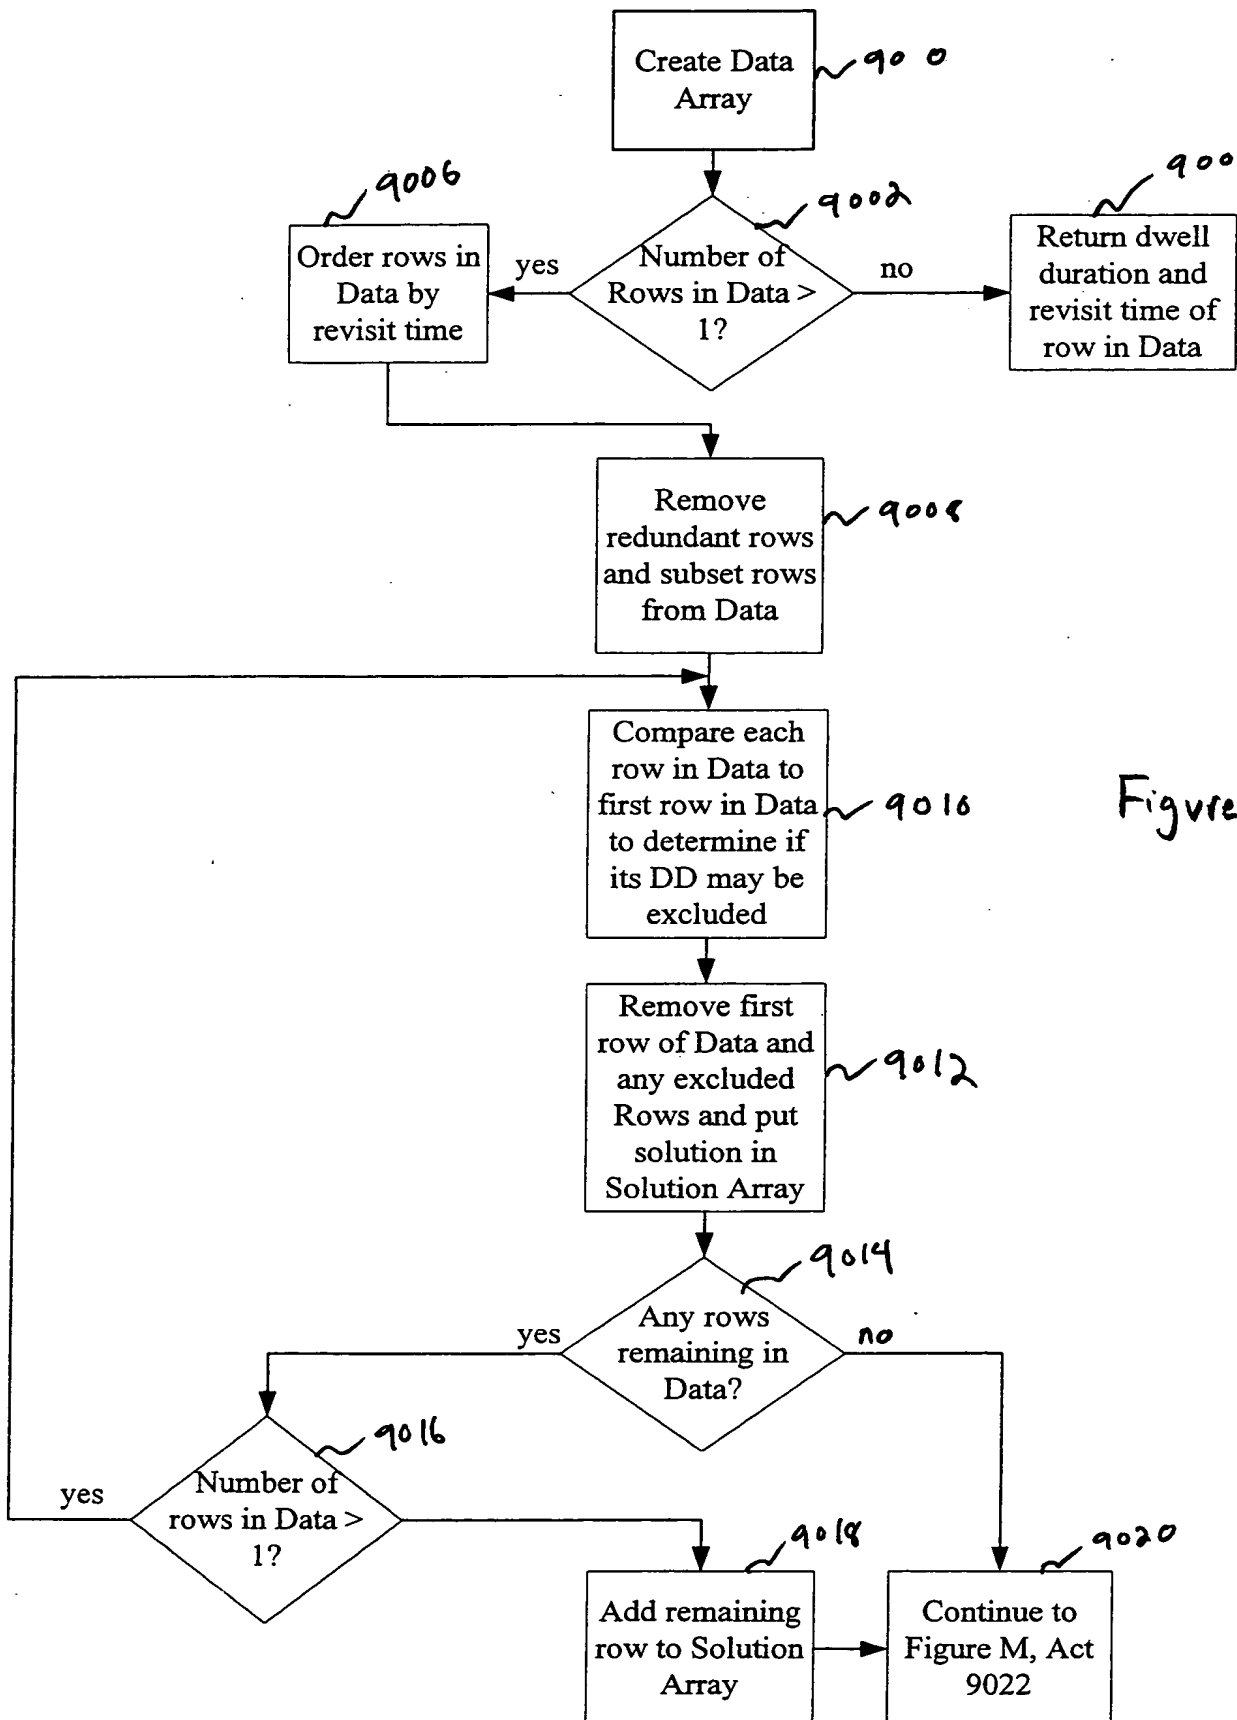 Create Data
Array
90 0
9006
9002
900
Order rows in
Data by
revisit time
yes
Number of
Rows in Data >
1?
no
Return dwell
duration and
revisit time of
row in Data
Remove
redundant rows
and subset rows
from Data
9008
Compare each
row in Data to
first row in Data
to determine if
its DD may be
excluded
9010
Figure
Remove first
row of Data and
any excluded
Rows and put
solution in
Solution Array
9012
9014
yes
Any rows
remaining in
Data?
no
9016
yes
Number of
rows in Data >
1?
9018
9020
Add remaining
row to Solution
Array
Continue to
Figure M, Act
9022